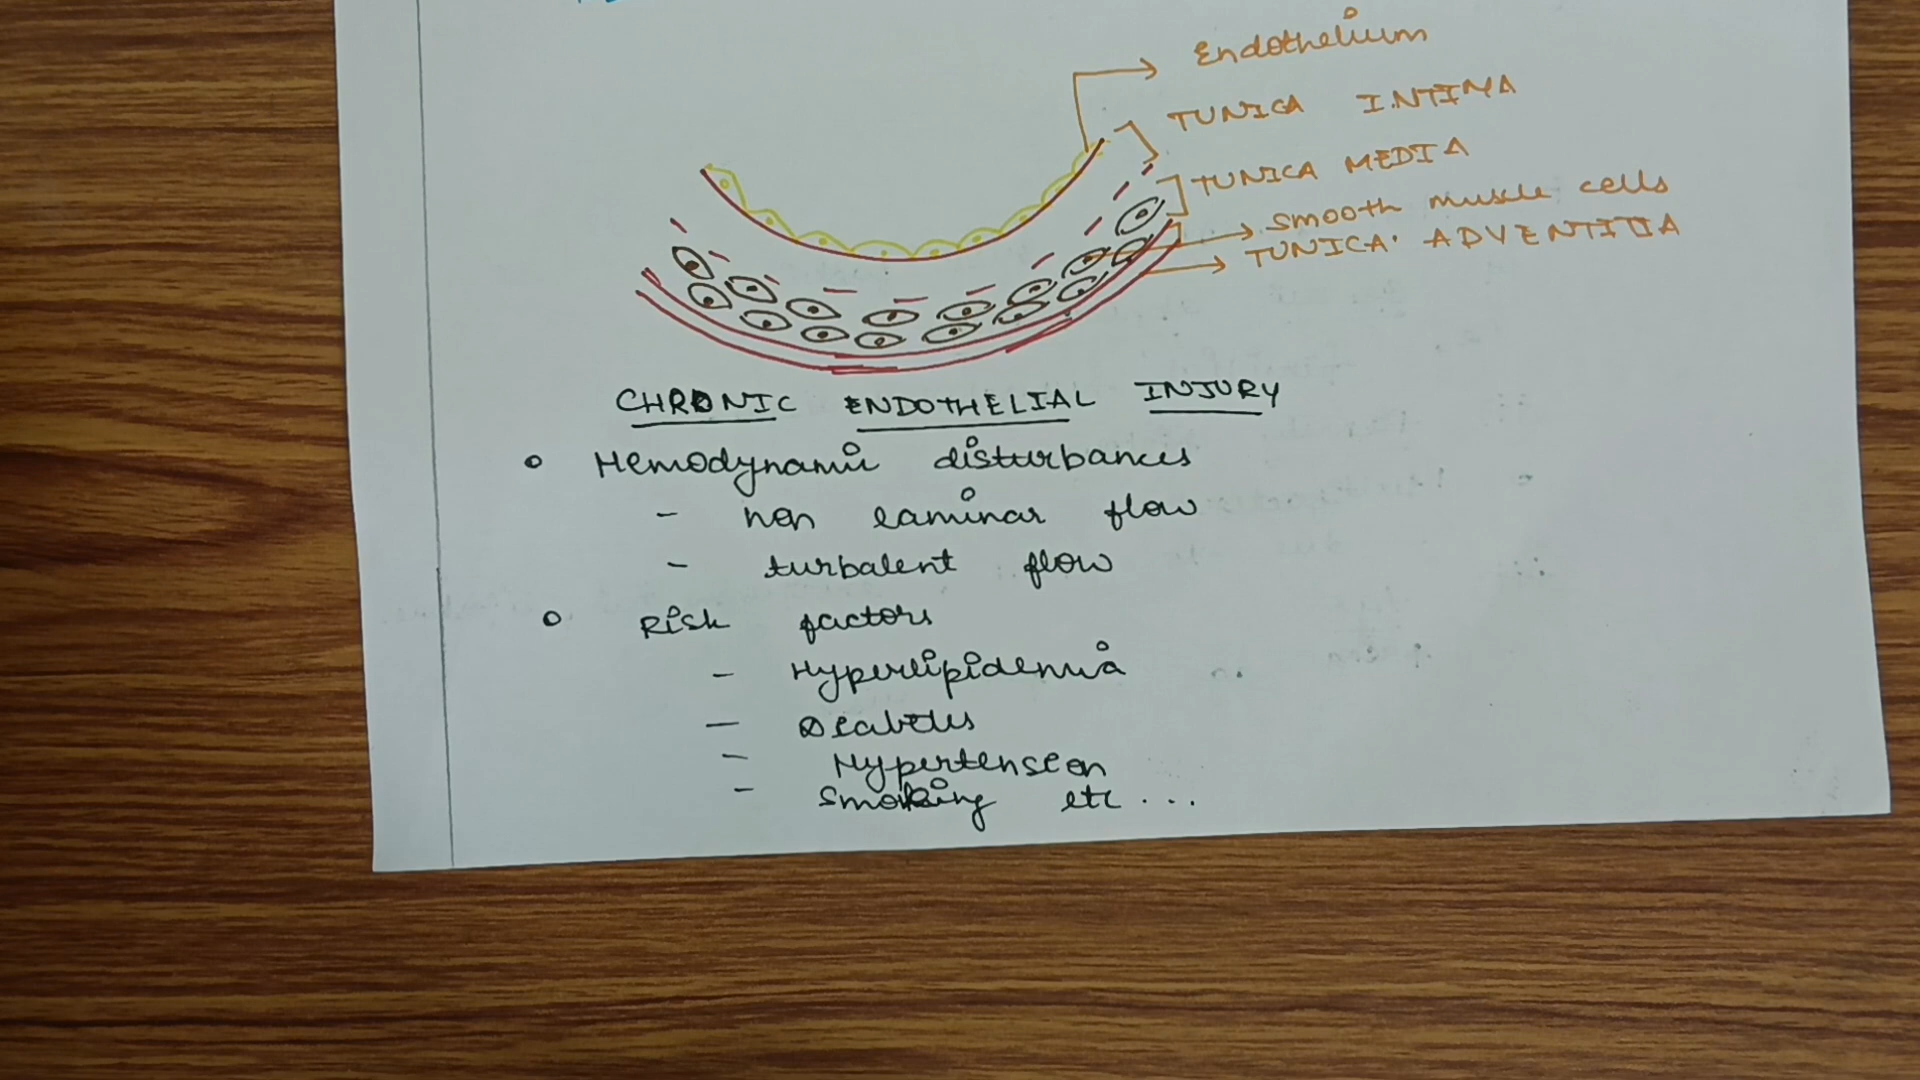 Endothelium
TUNICA INTIMA
TUNICA MEDIA
smooth muscle cells
TUNICA ADVENTITIA
CHRONIC ENDOTHELIAL INJURY
Hemodynamic disturbances
- non laminar flow
- turbalent flow
Risk factors
- Hyperlipidemia
- Diabetes
- Hypertension
- Smoking etc ...